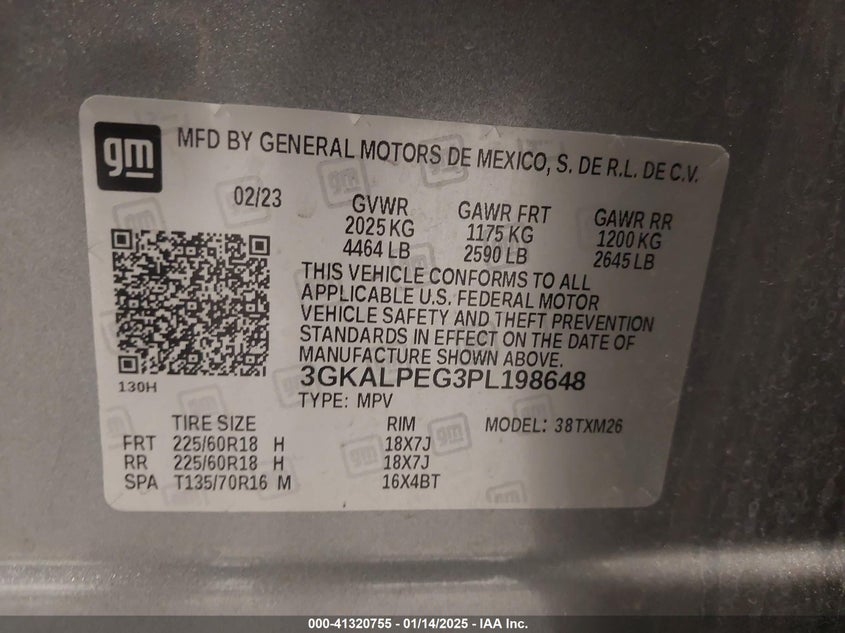 gm
MFD BY GENERAL MOTORS DE MEXICO, S. DE R.L. DE C.V.
02/23 GVWR GAWR FRT GAWR RR
2025 KG 1175 KG 1200 KG
4464 LB 2590 LB 2645 LB
THIS VEHICLE CONFORMS TO ALL
APPLICABLE U.S. FEDERAL MOTOR
VEHICLE SAFETY AND THEFT PREVENTION
STANDARDS IN EFFECT ON THE DATE OF
MANUFACTURE SHOWN ABOVE.
130H
3GKALPEG3PL198648
TYPE: MPV
TIRE SIZE RIM MODEL: 38TXM26
FRT 225/60R18 H 18X7J
RR 225/60R18 H 18X7J
SPA T135/70R16 M 16X4BT
000-41320755 - 01/14/2025 - IAA Inc.